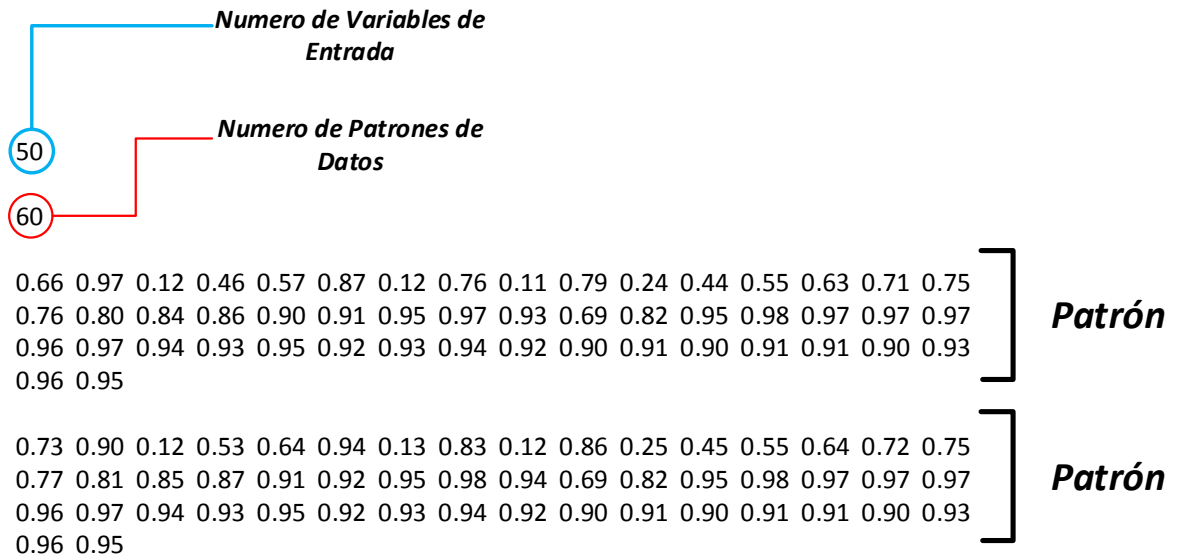 Numero de Variables de
Entrada
Numero de Patrones de
Datos
50
60
0.66 0.97 0.12 0.46 0.57 0.87 0.12 0.76 0.11 0.79 0.24 0.44 0.55 0.63 0.71 0.75
0.76 0.80 0.84 0.86 0.90 0.91 0.95 0.97 0.93 0.69 0.82 0.95 0.98 0.97 0.97 0.97
0.96 0.97 0.94 0.93 0.95 0.92 0.93 0.94 0.92 0.90 0.91 0.90 0.91 0.91 0.90 0.93
0.96 0.95
Patrón
0.73 0.90 0.12 0.53 0.64 0.94 0.13 0.83 0.12 0.86 0.25 0.45 0.55 0.64 0.72 0.75
0.77 0.81 0.85 0.87 0.91 0.92 0.95 0.98 0.94 0.69 0.82 0.95 0.98 0.97 0.97 0.97
0.96 0.97 0.94 0.93 0.95 0.92 0.93 0.94 0.92 0.90 0.91 0.90 0.91 0.91 0.90 0.93
0.96 0.95
Patrón